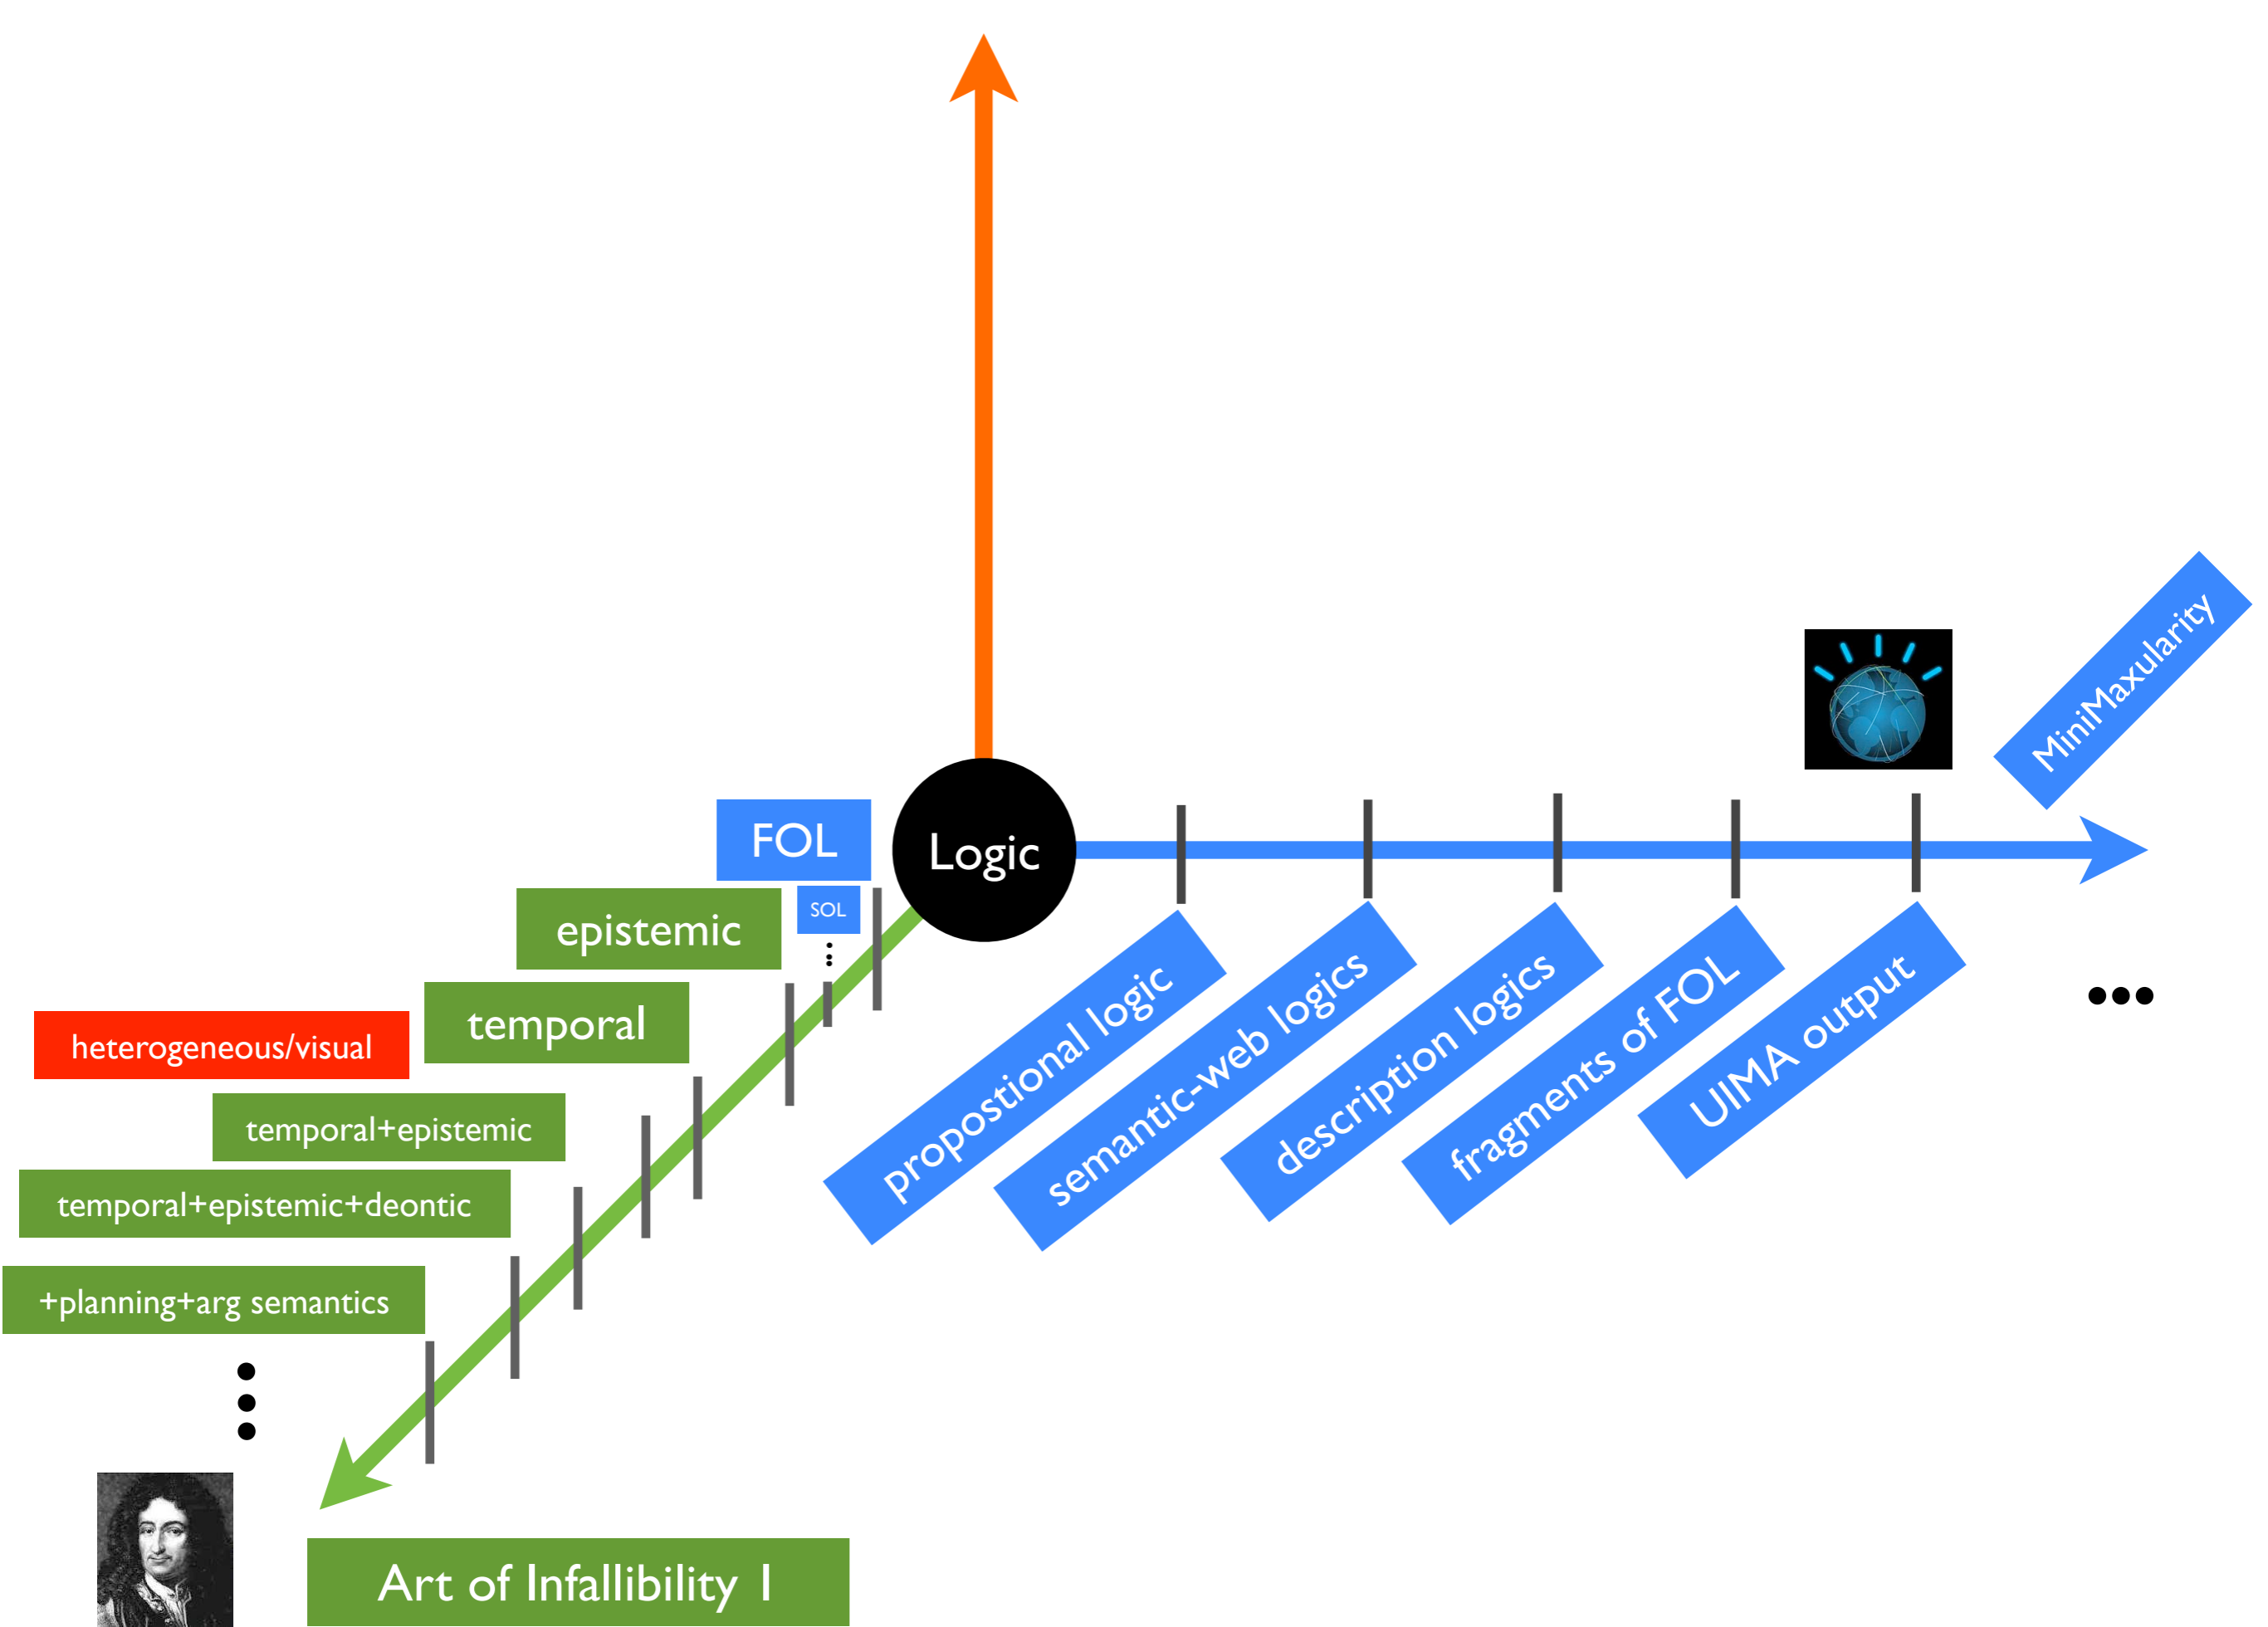 MiniMaxularity
FOL
Logic
SOL
epistemic
temporal
heterogeneous/visual
temporal+epistemic
temporal+epistemic+deontic
+planning+arg semantics
propostional logic
semantic-web logics
description logics
fragments of FOL
UIMA output
Art of Infallibility 1